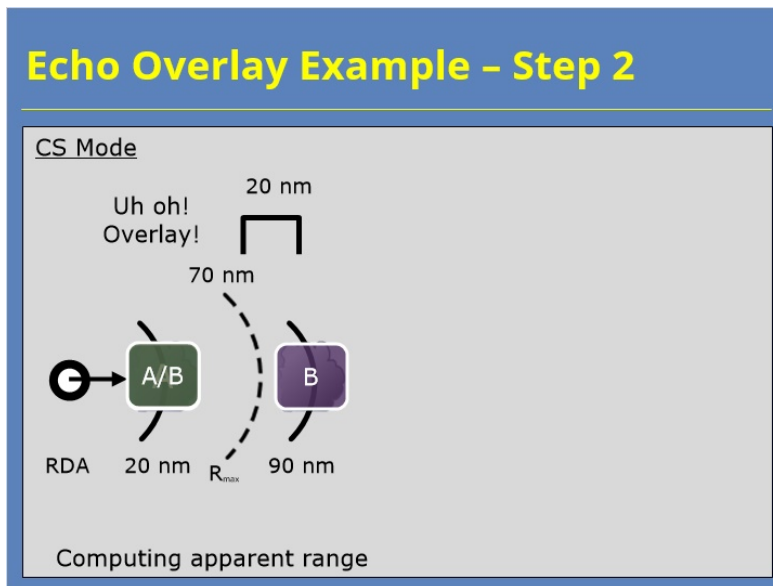 Echo Overlay Example – Step 2
CS Mode
20 nm
Uh oh!
Overlay!
70 nm
A/B
B
RDA
20 nm
Rmax
90 nm
Computing apparent range